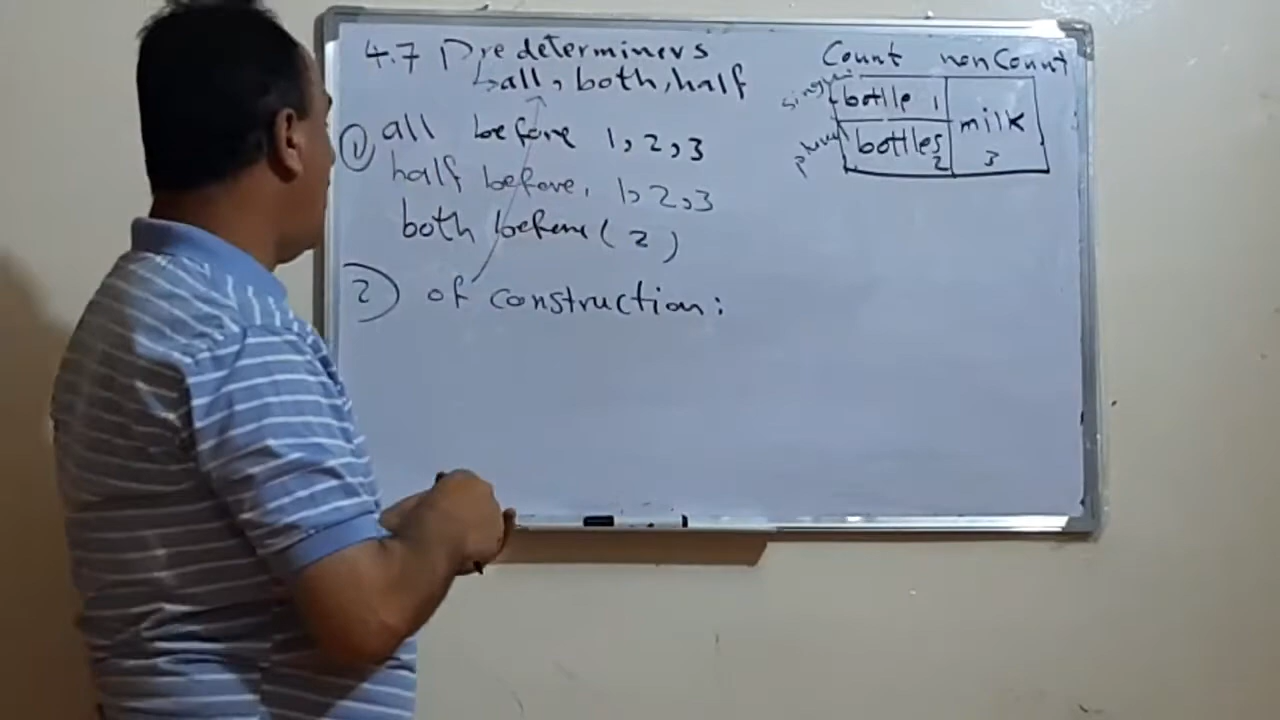 4.7 Predeterminers
all, both, half
① all before 1, 2, 3
half before, 1, 2, 3
both before ( 2 )
2) of construction:
Count nonCount
singular bottle 1
milk
plural bottles 2
3